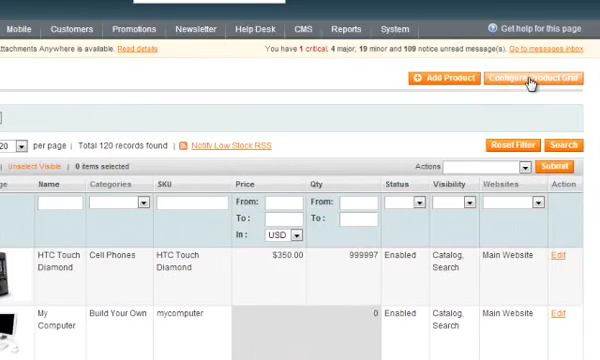 Mobile Customers Promotions Newsletter Help Desk CMS Reports System Get help for this page
Attachments Anywhere is available. Read details You have 1 critical, 4 major, 19 minor and 109 notice unread message(s). Go to messages inbox
Add Product Configure Product Grid
20 per page | Total 120 records found | Notify Low Stock RSS Reset Filter Search
| Unselect Visible | 0 items selected Actions Submit
Name Categories SKU Price Qty Status Visibility Websites Action
From: From:
To : To :
In : USD
HTC Touch Diamond Cell Phones HTC Touch Diamond $350.00 999997 Enabled Catalog, Search Main Website Edit
My Computer Build Your Own mycomputer 0 Enabled Catalog, Search Main Website Edit